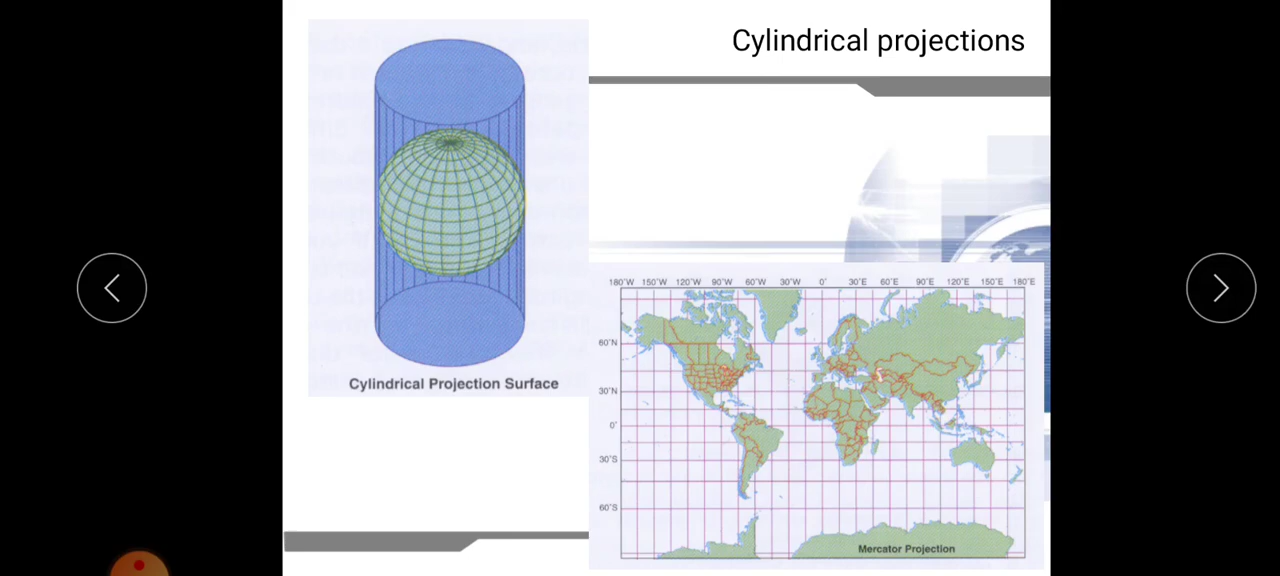 Cylindrical projections
Cylindrical Projection Surface
180°W 150°W 120°W 90°W 60°W 30°W 0° 30°E 60°E 90°E 120°E 150°E 180°E
60°N
30°N
0°
30°S
60°S
Mercator Projection